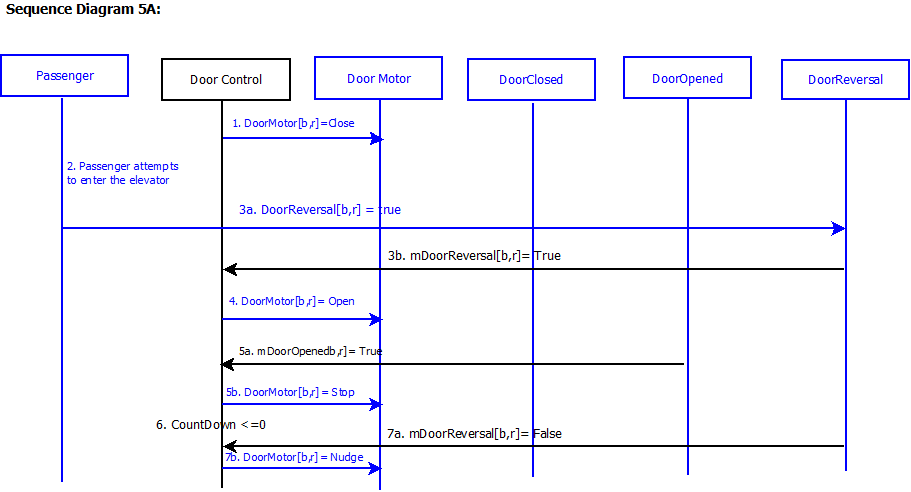 Sequence Diagram 5A:
Passenger
Door Control
Door Motor
DoorClosed
DoorOpened
DoorReversal
1. DoorMotor[b,r]=Close
2. Passenger attempts
to enter the elevator
3a. DoorReversal[b,r] = true
3b. mDoorReversal[b,r]= True
4. DoorMotor[b,r]= Open
5a. mDoorOpenedb,r]= True
5b. DoorMotor[b,r]= Stop
6. CountDown <=0
7a. mDoorReversal[b,r]= False
7b. DoorMotor[b,r]= Nudge